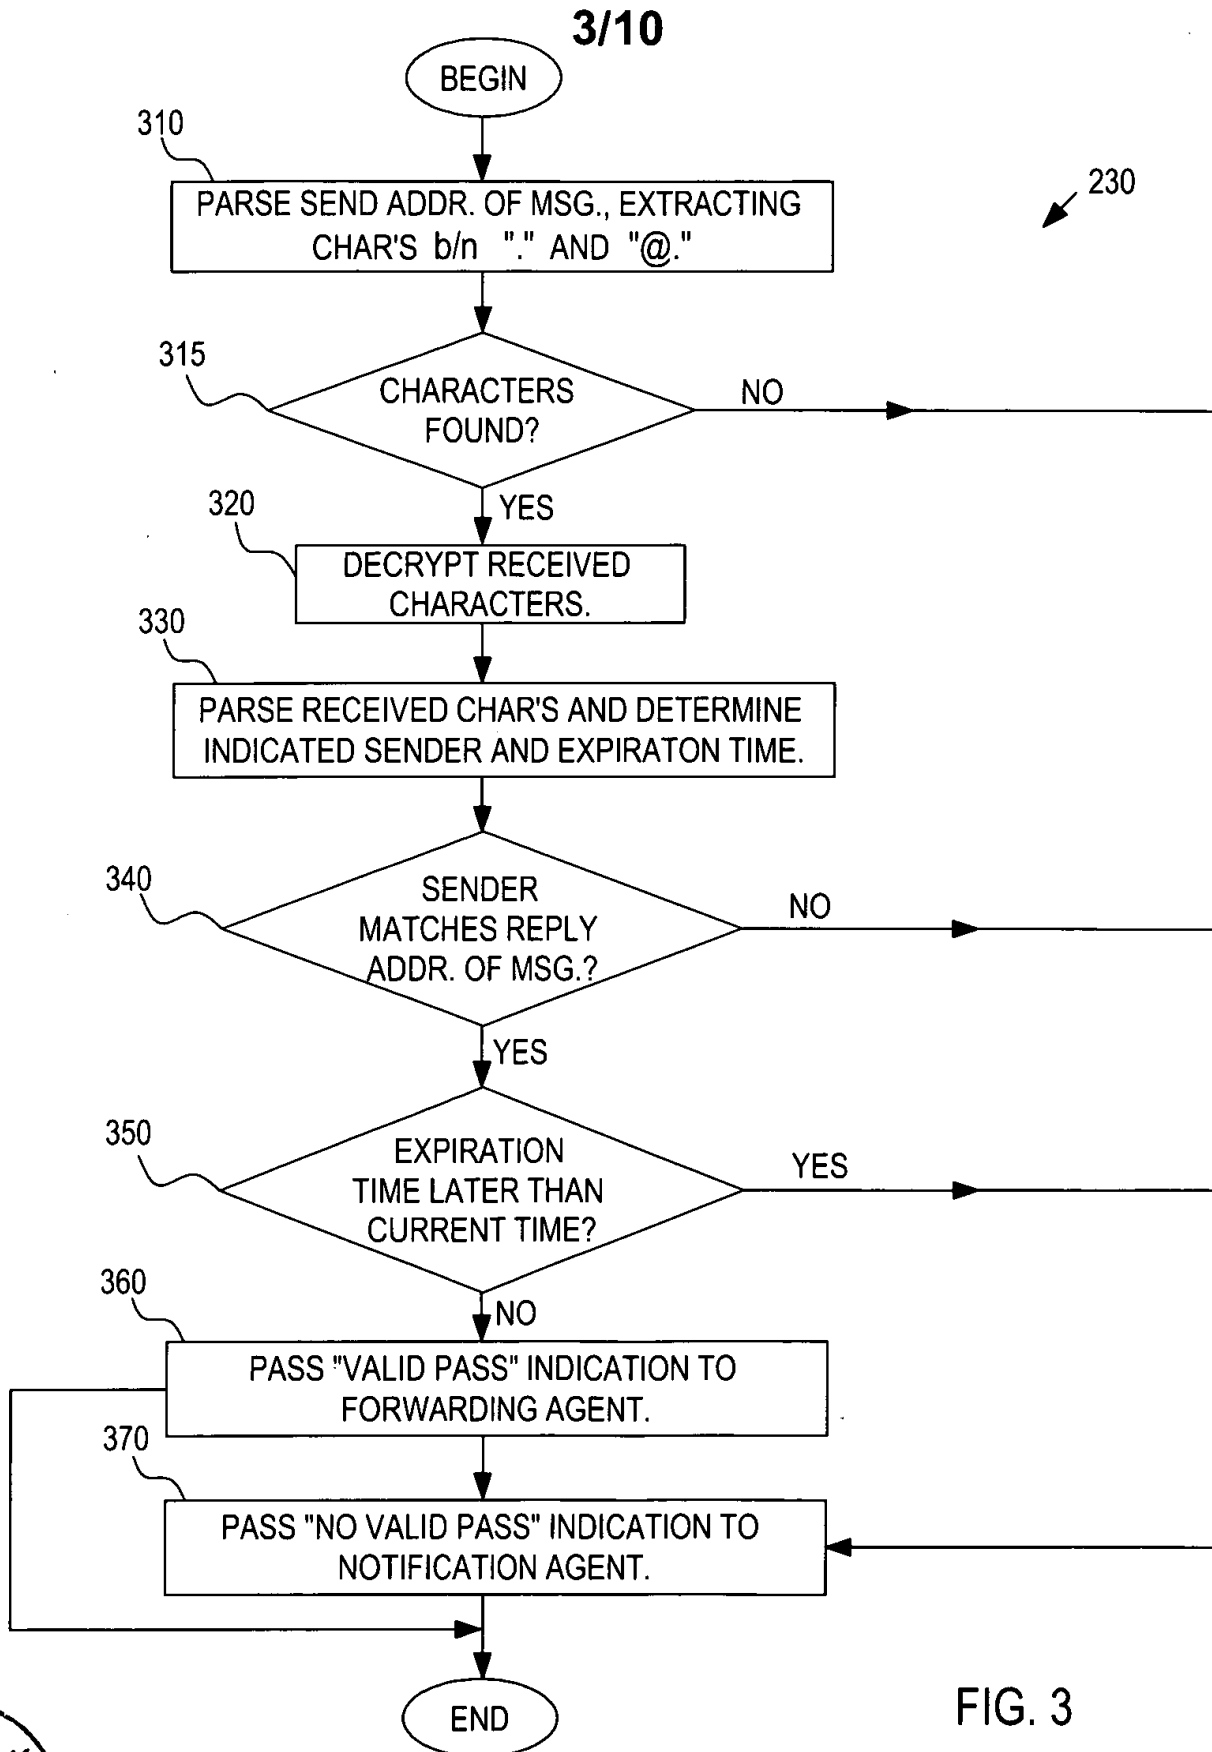 3/10
BEGIN
310
PARSE SEND ADDR. OF MSG., EXTRACTING
CHAR'S b/n "." AND "@."
230
315
CHARACTERS
FOUND?
NO
YES
320
DECRYPT RECEIVED
CHARACTERS.
330
PARSE RECEIVED CHAR'S AND DETERMINE
INDICATED SENDER AND EXPIRATON TIME.
340
SENDER
MATCHES REPLY
ADDR. OF MSG.?
NO
YES
350
EXPIRATION
TIME LATER THAN
CURRENT TIME?
YES
NO
360
PASS "VALID PASS" INDICATION TO
FORWARDING AGENT.
370
PASS "NO VALID PASS" INDICATION TO
NOTIFICATION AGENT.
END
FIG. 3